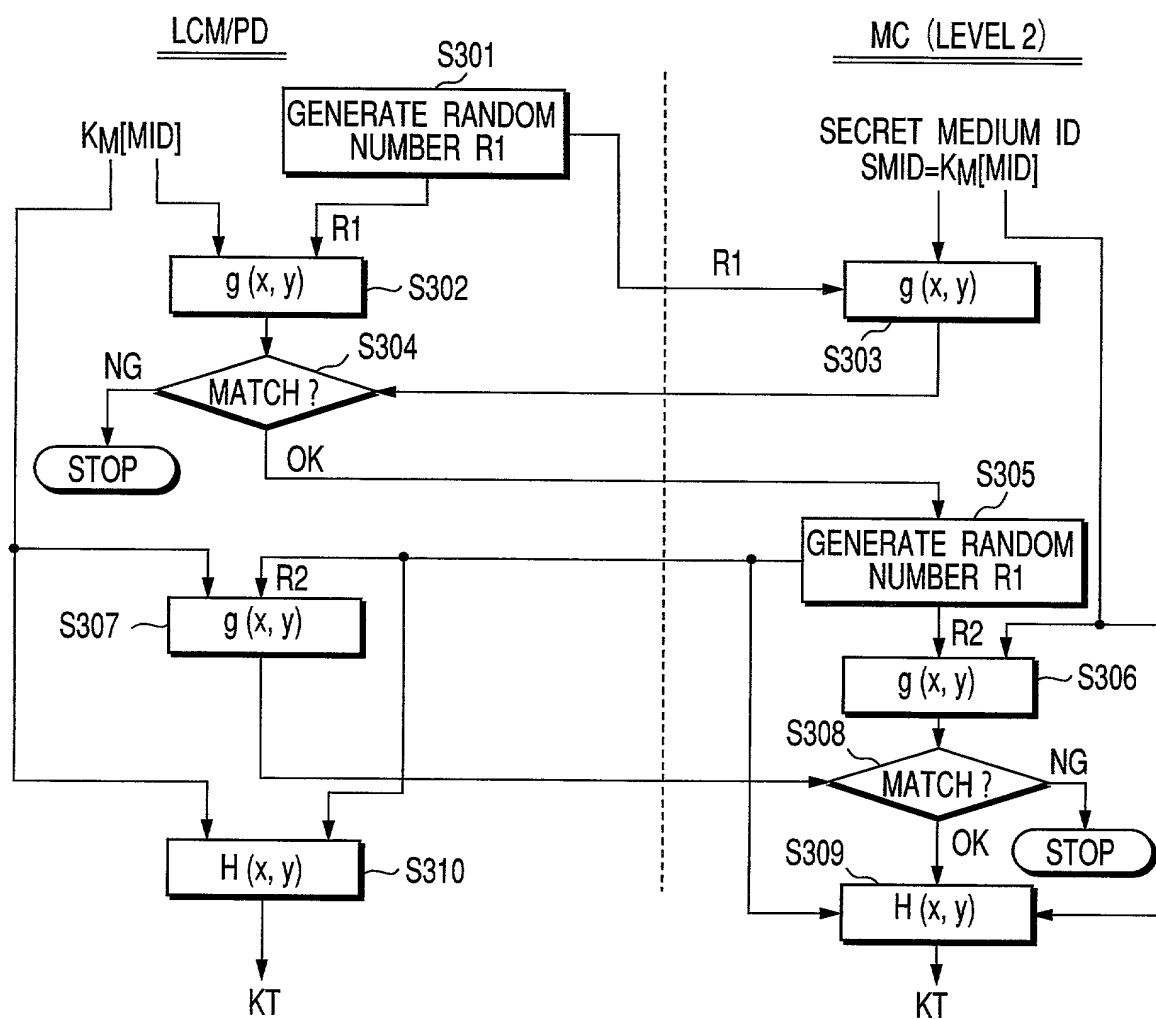 LCM/PD
MC (LEVEL 2)
S301
GENERATE RANDOM
NUMBER R1
KM[MID]
SECRET MEDIUM ID
SMID=KM[MID]
R1
R1
g (x, y)
S302
g (x, y)
S303
S304
NG
MATCH ?
STOP
OK
S305
GENERATE RANDOM
NUMBER R1
R2
g (x, y)
S307
R2
g (x, y)
S306
S308
MATCH ?
NG
STOP
OK
S309
H (x, y)
S310
H (x, y)
KT
KT